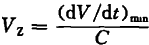 V_Z = (dV/dt)_min / C